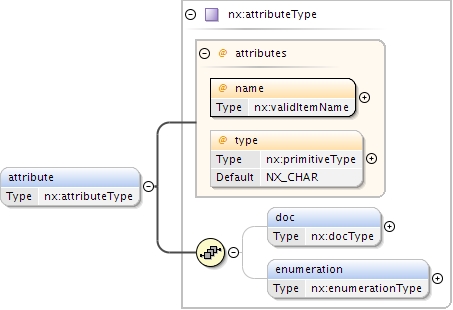 nx:attributeType
@ attributes
@ name
Type nx:validItemName
@ type
Type nx:primitiveType
Default NX_CHAR
attribute
Type nx:attributeType
doc
Type nx:docType
enumeration
Type nx:enumerationType